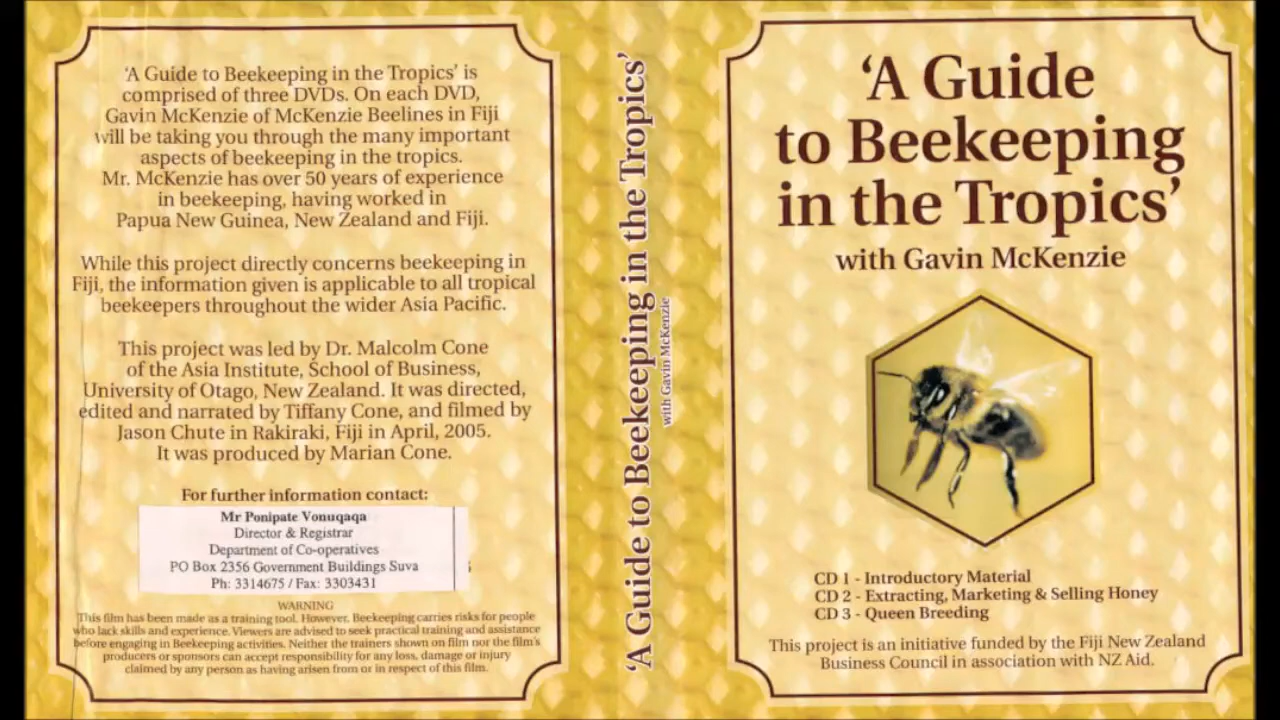 'A Guide to Beekeeping in the Tropics' is
comprised of three DVDs. On each DVD,
Gavin McKenzie of McKenzie Beelines in Fiji
will be taking you through the many important
aspects of beekeeping in the tropics.
Mr. McKenzie has over 50 years of experience
in beekeeping, having worked in
Papua New Guinea, New Zealand and Fiji.
While this project directly concerns beekeeping in
Fiji, the information given is applicable to all tropical
beekeepers throughout the wider Asia Pacific.
This project was led by Dr. Malcolm Cone
of the Asia Institute, School of Business,
University of Otago, New Zealand. It was directed,
edited and narrated by Tiffany Cone, and filmed by
Jason Chute in Rakiraki, Fiji in April, 2005.
It was produced by Marian Cone.
For further information contact:
Mr Ponipate Vonuqaqa
Director & Registrar
Department of Co-operatives
PO Box 2356 Government Buildings Suva
Ph: 3314675 / Fax: 3303431
WARNING
This film has been made as a training tool. However, Beekeeping carries risks for people
who lack skills and experience. Viewers are advised to seek practical training and assistance
before engaging in Beekeeping activities. Neither the trainers shown on film nor the film's
producers or sponsors can accept responsibility for any loss, damage or injury
claimed by any person as having arisen from or in respect of this film.
'A Guide to Beekeeping in the Tropics'
with Gavin McKenzie
'A Guide
to Beekeeping
in the Tropics'
with Gavin McKenzie
CD 1 - Introductory Material
CD 2 - Extracting, Marketing & Selling Honey
CD 3 - Queen Breeding
This project is an initiative funded by the Fiji New Zealand
Business Council in association with NZ Aid.